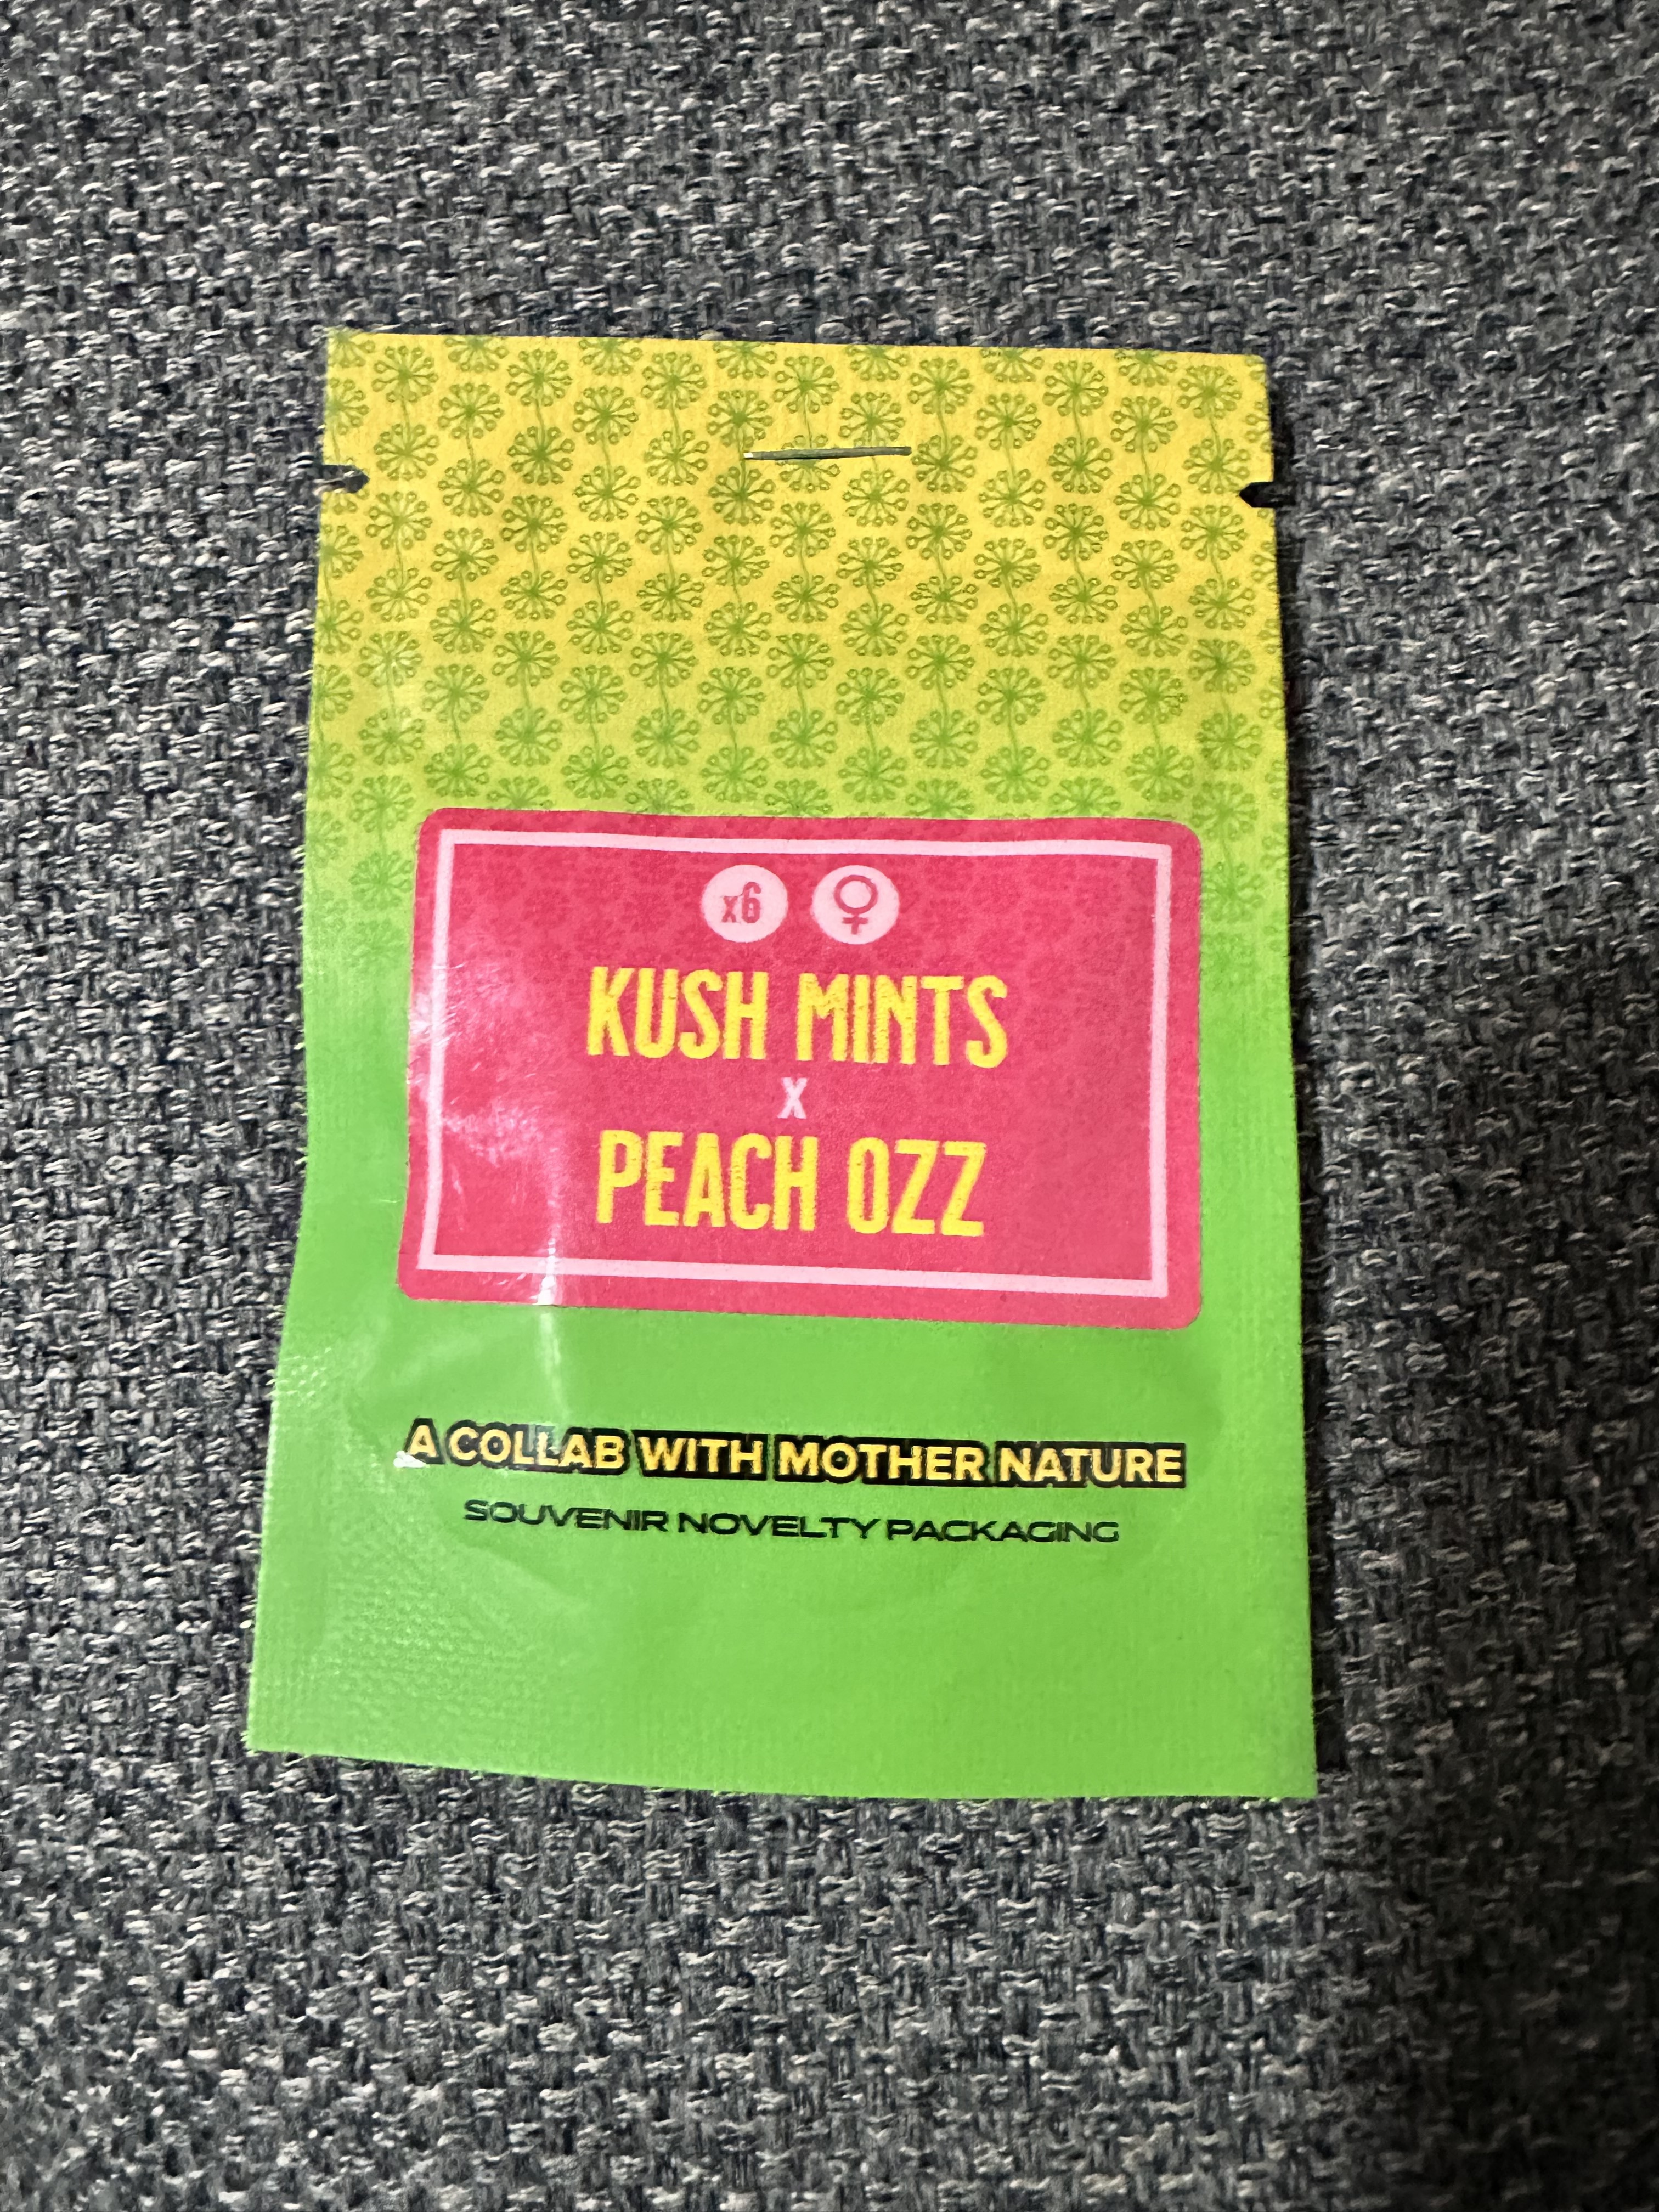 x6 ♀
KUSH MINTS
X
PEACH OZZ
A COLLAB WITH MOTHER NATURE
SOUVENIR NOVELTY PACKAGING